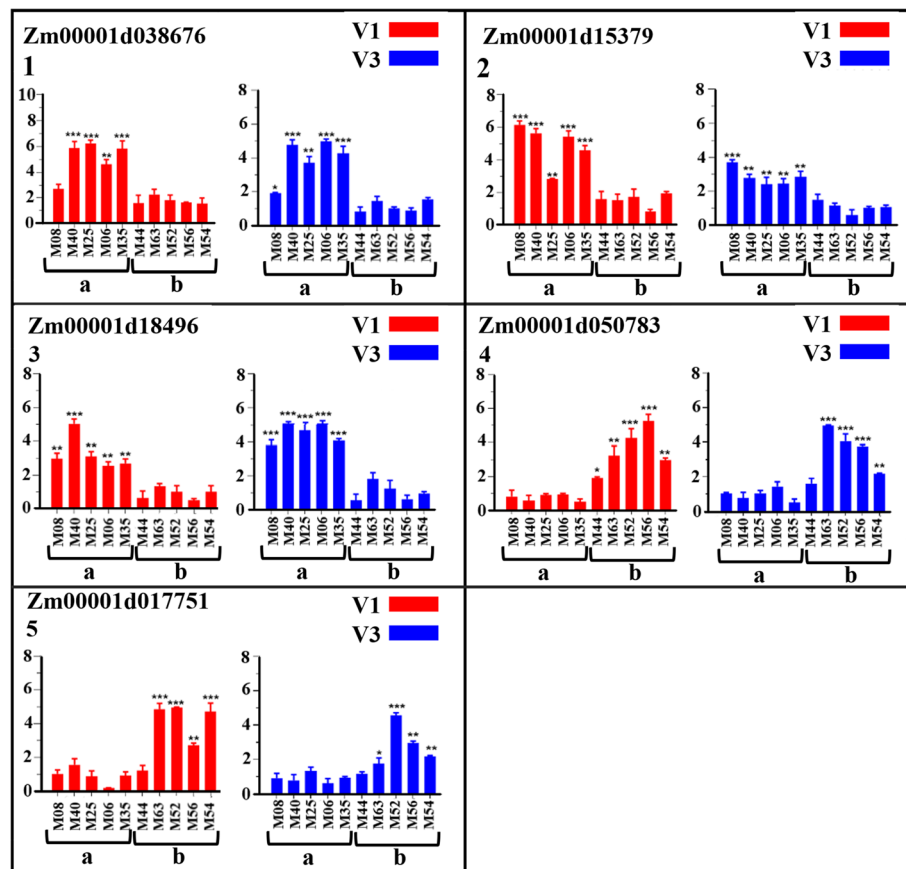 Zm00001d038676
1
V1
V3
10
8
6
4
2
0
***
***
**
***
M08
M40
M25
M06
M35
M44
M63
M52
M56
M54
a
b
8
6
4
2
0
*
***
**
***
***
M08
M40
M25
M06
M35
M44
M63
M52
M56
M54
a
b
Zm00001d15379
2
V1
V3
8
6
4
2
0
***
***
**
***
***
M08
M40
M25
M06
M35
M44
M63
M52
M56
M54
a
b
8
6
4
2
0
***
**
**
**
**
M08
M40
M25
M06
M35
M44
M63
M52
M56
M54
a
b
Zm00001d18496
3
V1
V3
8
6
4
2
0
**
***
**
**
**
M08
M40
M25
M06
M35
M44
M63
M52
M56
M54
a
b
8
6
4
2
0
***
***
***
***
***
M08
M40
M25
M06
M35
M44
M63
M52
M56
M54
a
b
Zm00001d050783
4
V1
V3
8
6
4
2
0
*
**
***
***
**
M08
M40
M25
M06
M35
M44
M63
M52
M56
M54
a
b
8
6
4
2
0
***
***
***
**
M08
M40
M25
M06
M35
M44
M63
M52
M56
M54
a
b
Zm00001d017751
5
V1
V3
8
6
4
2
0
***
***
**
***
M08
M40
M25
M06
M35
M44
M63
M52
M56
M54
a
b
8
6
4
2
0
*
***
**
**
M08
M40
M25
M06
M35
M44
M63
M52
M56
M54
a
b